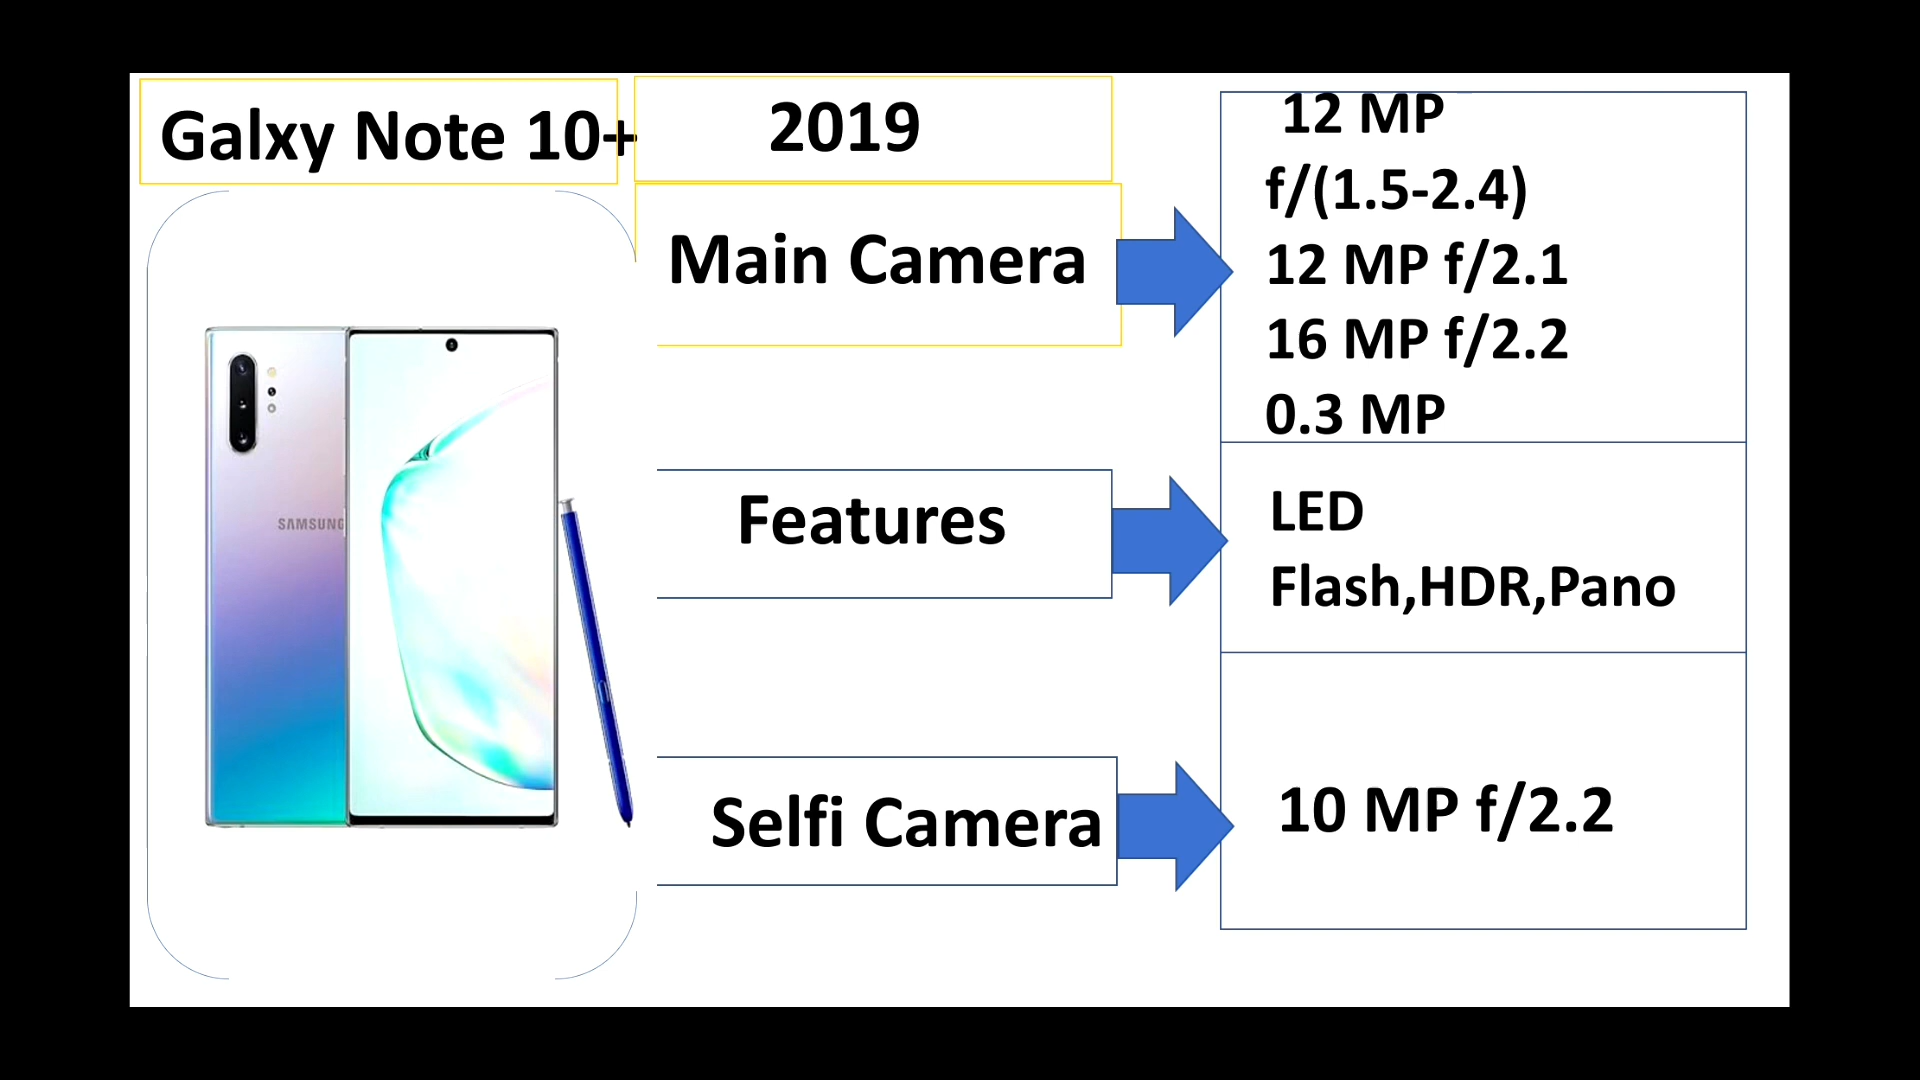 Galxy Note 10+
2019
Main Camera
12 MP
f/(1.5-2.4)
12 MP f/2.1
16 MP f/2.2
0.3 MP
SAMSUNG
Features
LED
Flash,HDR,Pano
Selfi Camera
10 MP f/2.2